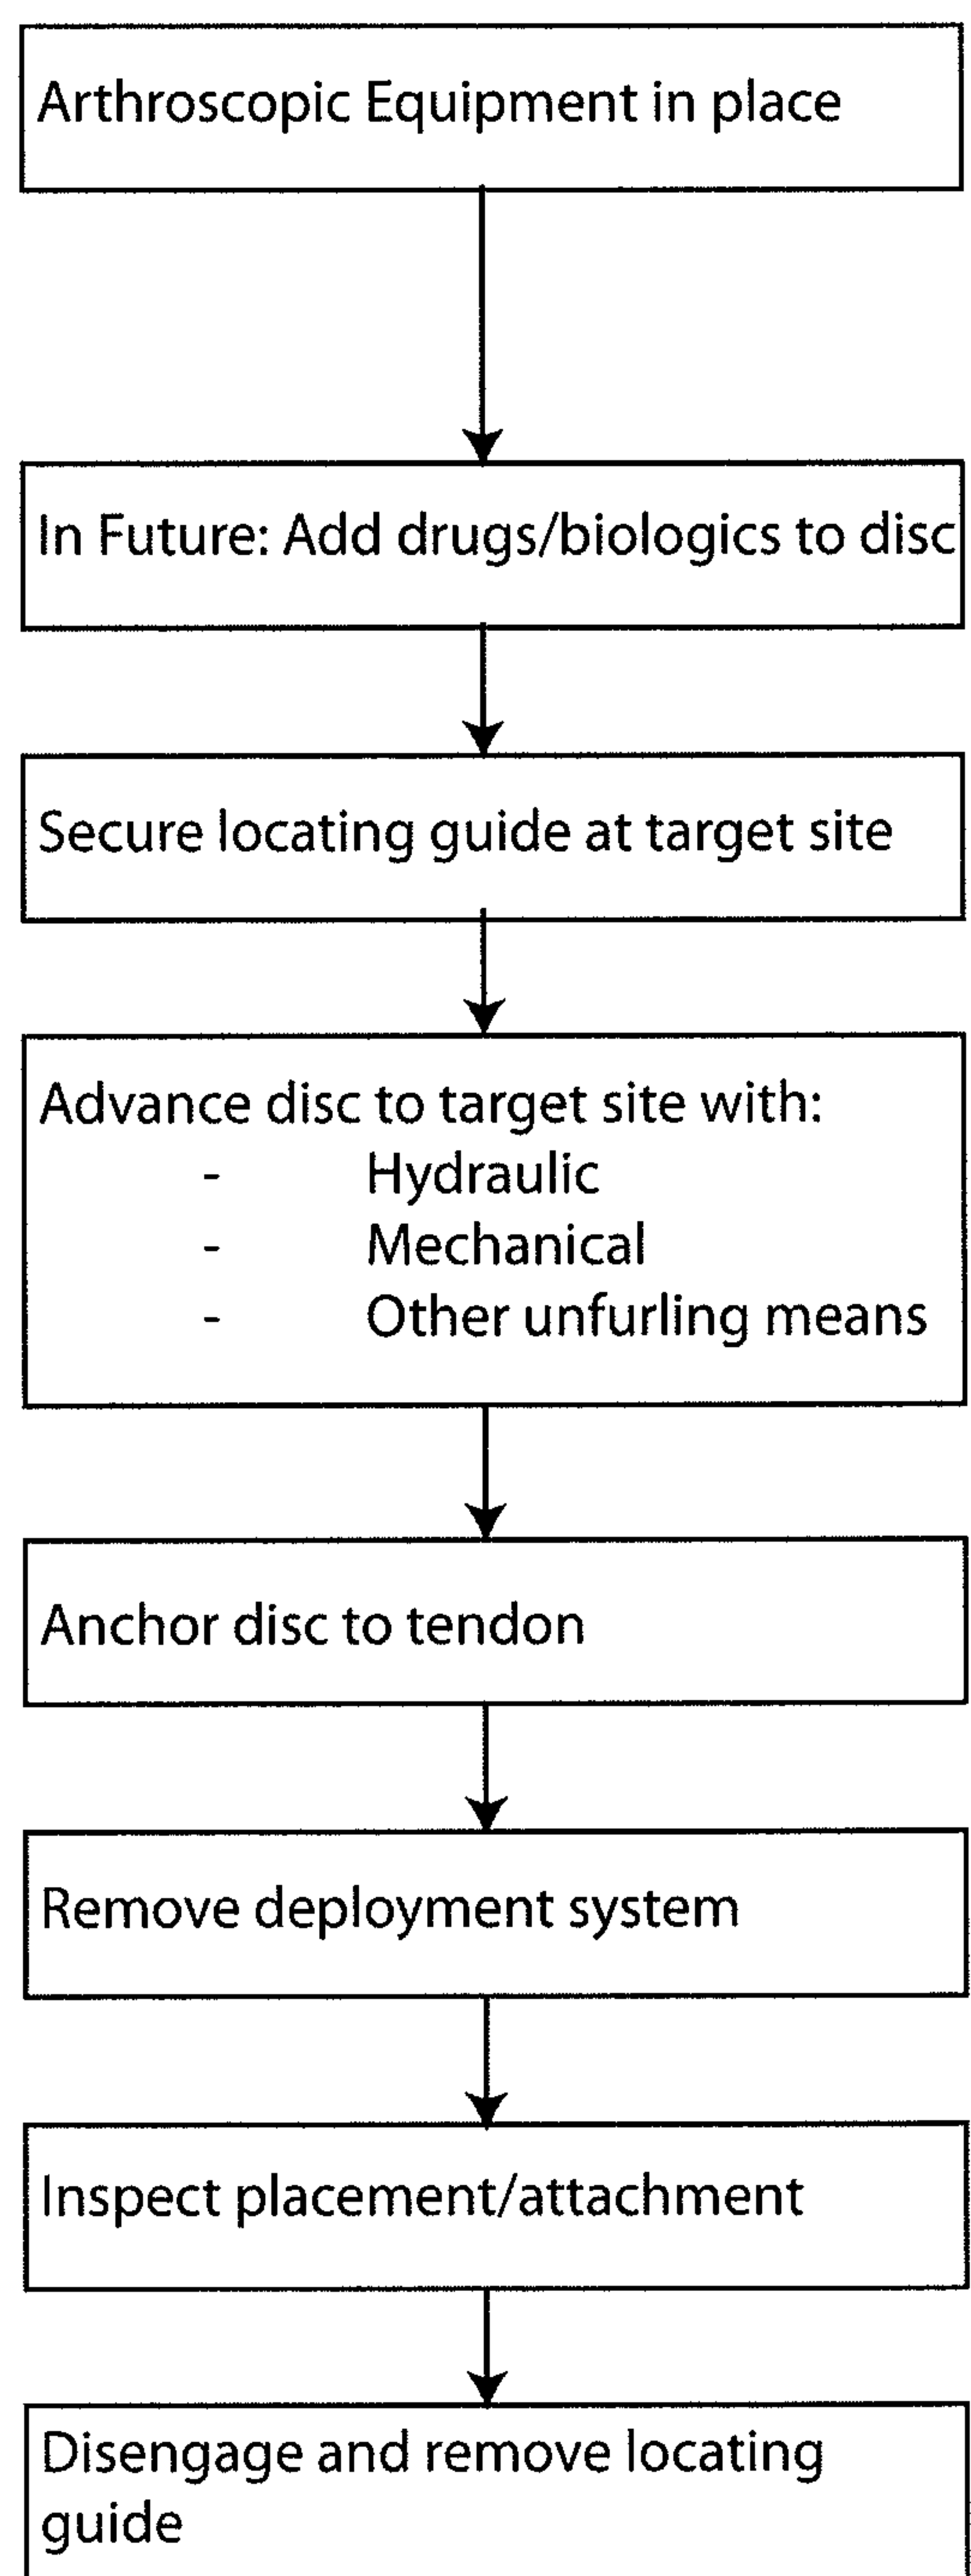 Arthroscopic Equipment in place
In Future: Add drugs/biologics to disc
Secure locating guide at target site
Advance disc to target site with:
- Hydraulic
- Mechanical
- Other unfurling means
Anchor disc to tendon
Remove deployment system
Inspect placement/attachment
Disengage and remove locating
guide